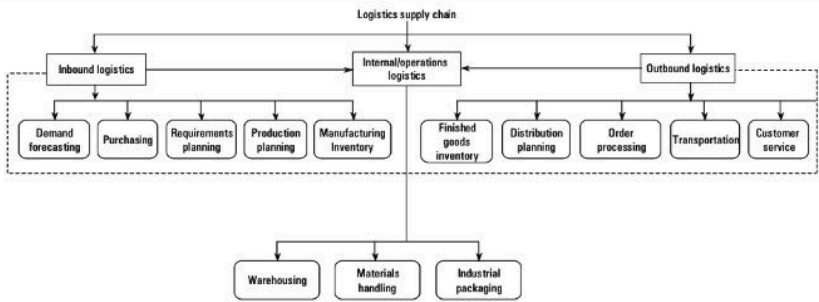 Logistics supply chain
Inbound logistics
Internal/operations
logistics
Outbound logistics
Demand
forecasting
Purchasing
Requirements
planning
Production
planning
Manufacturing
Inventory
Finished
goods
inventory
Distribution
planning
Order
processing
Transportation
Customer
service
Warehousing
Materials
handling
Industrial
packaging